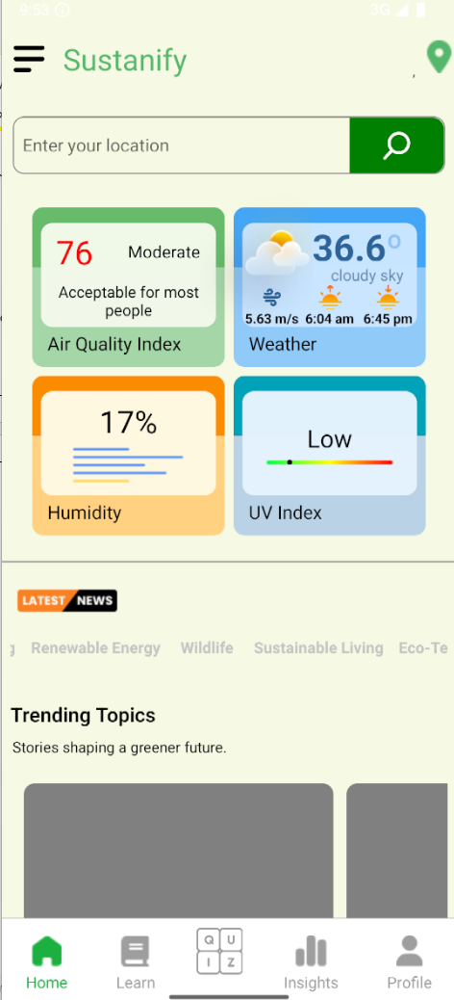 9:53
3G
Sustanify
,
Enter your location
76
Moderate
Acceptable for most
people
Air Quality Index
36.6°
cloudy sky
5.63 m/s 6:04 am 6:45 pm
Weather
17%
Humidity
Low
UV Index
LATEST NEWS
g Renewable Energy Wildlife Sustainable Living Eco-Te
Trending Topics
Stories shaping a greener future.
Q U
I Z
Home Learn Insights Profile